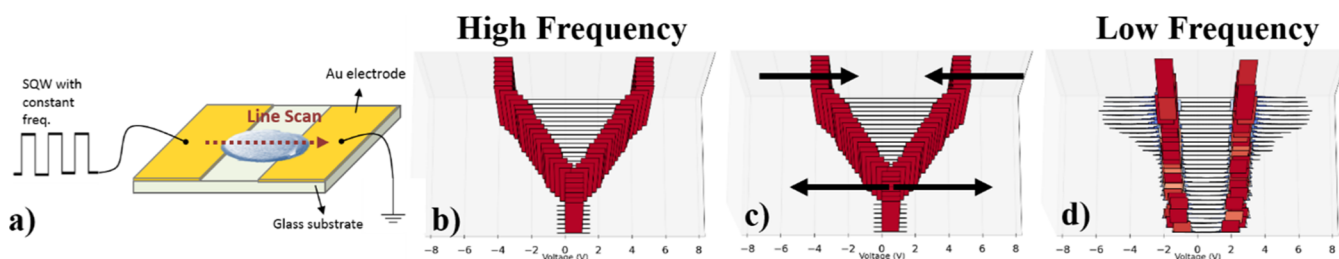 High Frequency
Low Frequency
SQW with
constant
freq.
Au electrode
Line Scan
Glass substrate
a)
b)
c)
d)
−8 −6 −4 −2 0 2 4 6 8
Voltage (V)
−8 −6 −4 −2 0 2 4 6 8
Voltage (V)
−8 −6 −4 −2 0 2 4 6 8
Voltage (V)